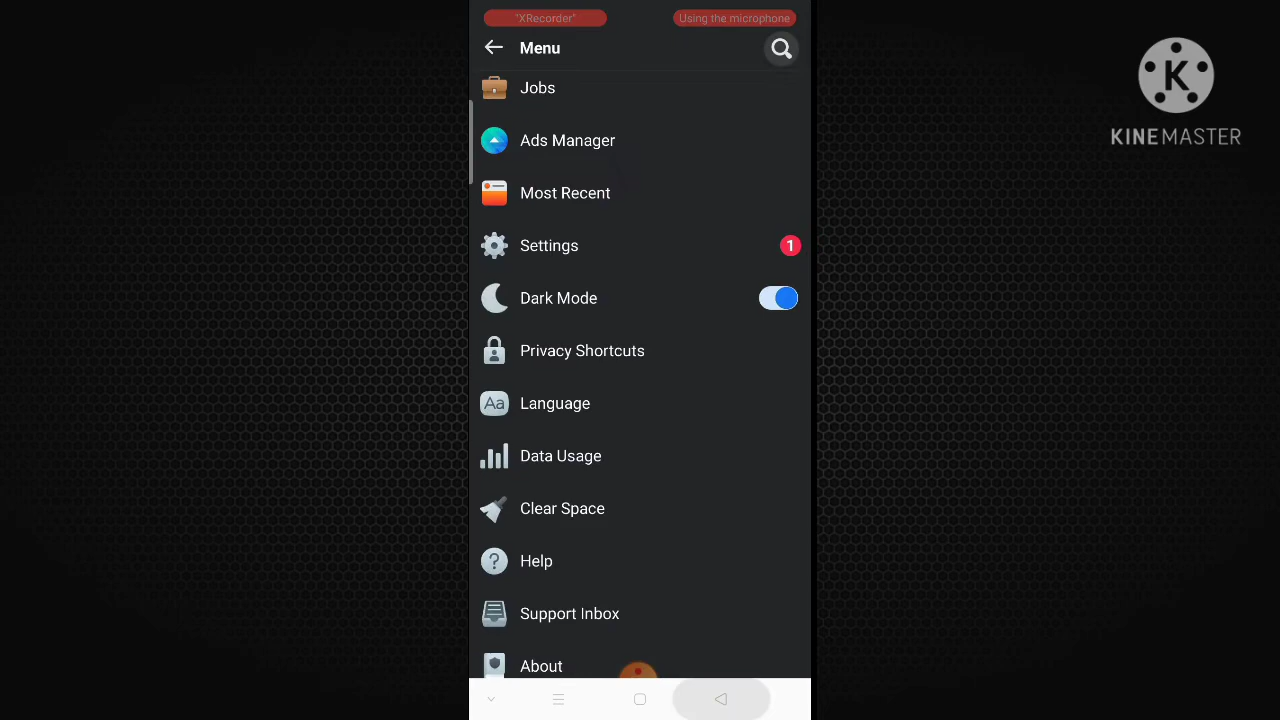 "XRecorder"
Using the microphone
Menu
Jobs
Ads Manager
Most Recent
Settings
1
Dark Mode
Privacy Shortcuts
Aa
Language
Data Usage
Clear Space
?
Help
Support Inbox
About
K
KINEMASTER